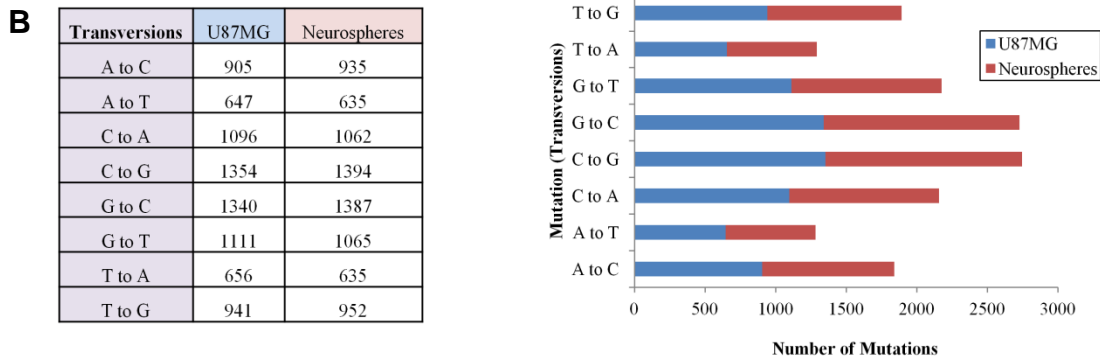 B
Transversions U87MG Neurospheres
A to C 905 935
A to T 647 635
C to A 1096 1062
C to G 1354 1394
G to C 1340 1387
G to T 1111 1065
T to A 656 635
T to G 941 952
Mutation (Transversions)
T to G
T to A
G to T
G to C
C to G
C to A
A to T
A to C
U87MG
Neurospheres
0 500 1000 1500 2000 2500 3000
Number of Mutations